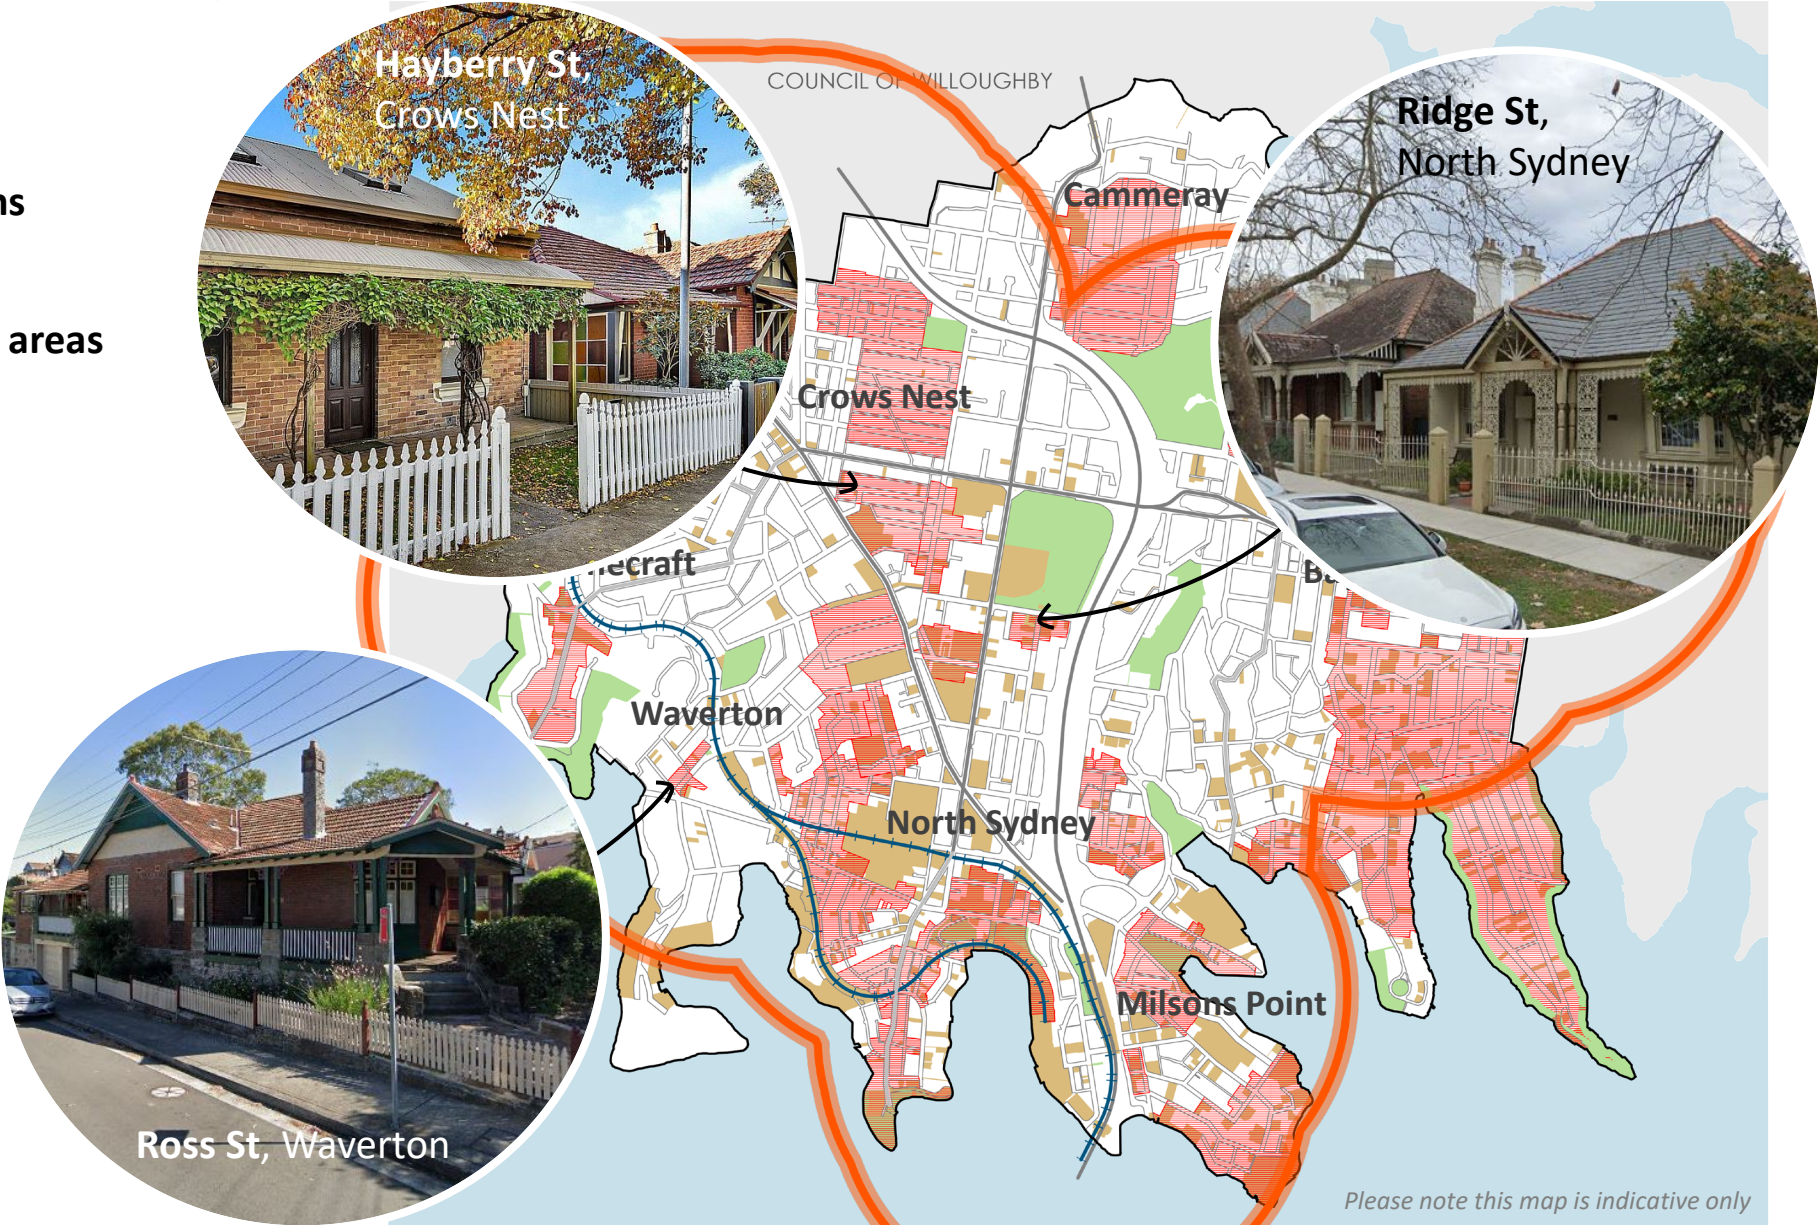 Hayberry St,
Crows Nest
COUNCIL OF WILLOUGHBY
Ridge St,
North Sydney
Cammeray
areas
Crows Nest
Waverton
North Sydney
Milsons Point
Ross St, Waverton
Please note this map is indicative only